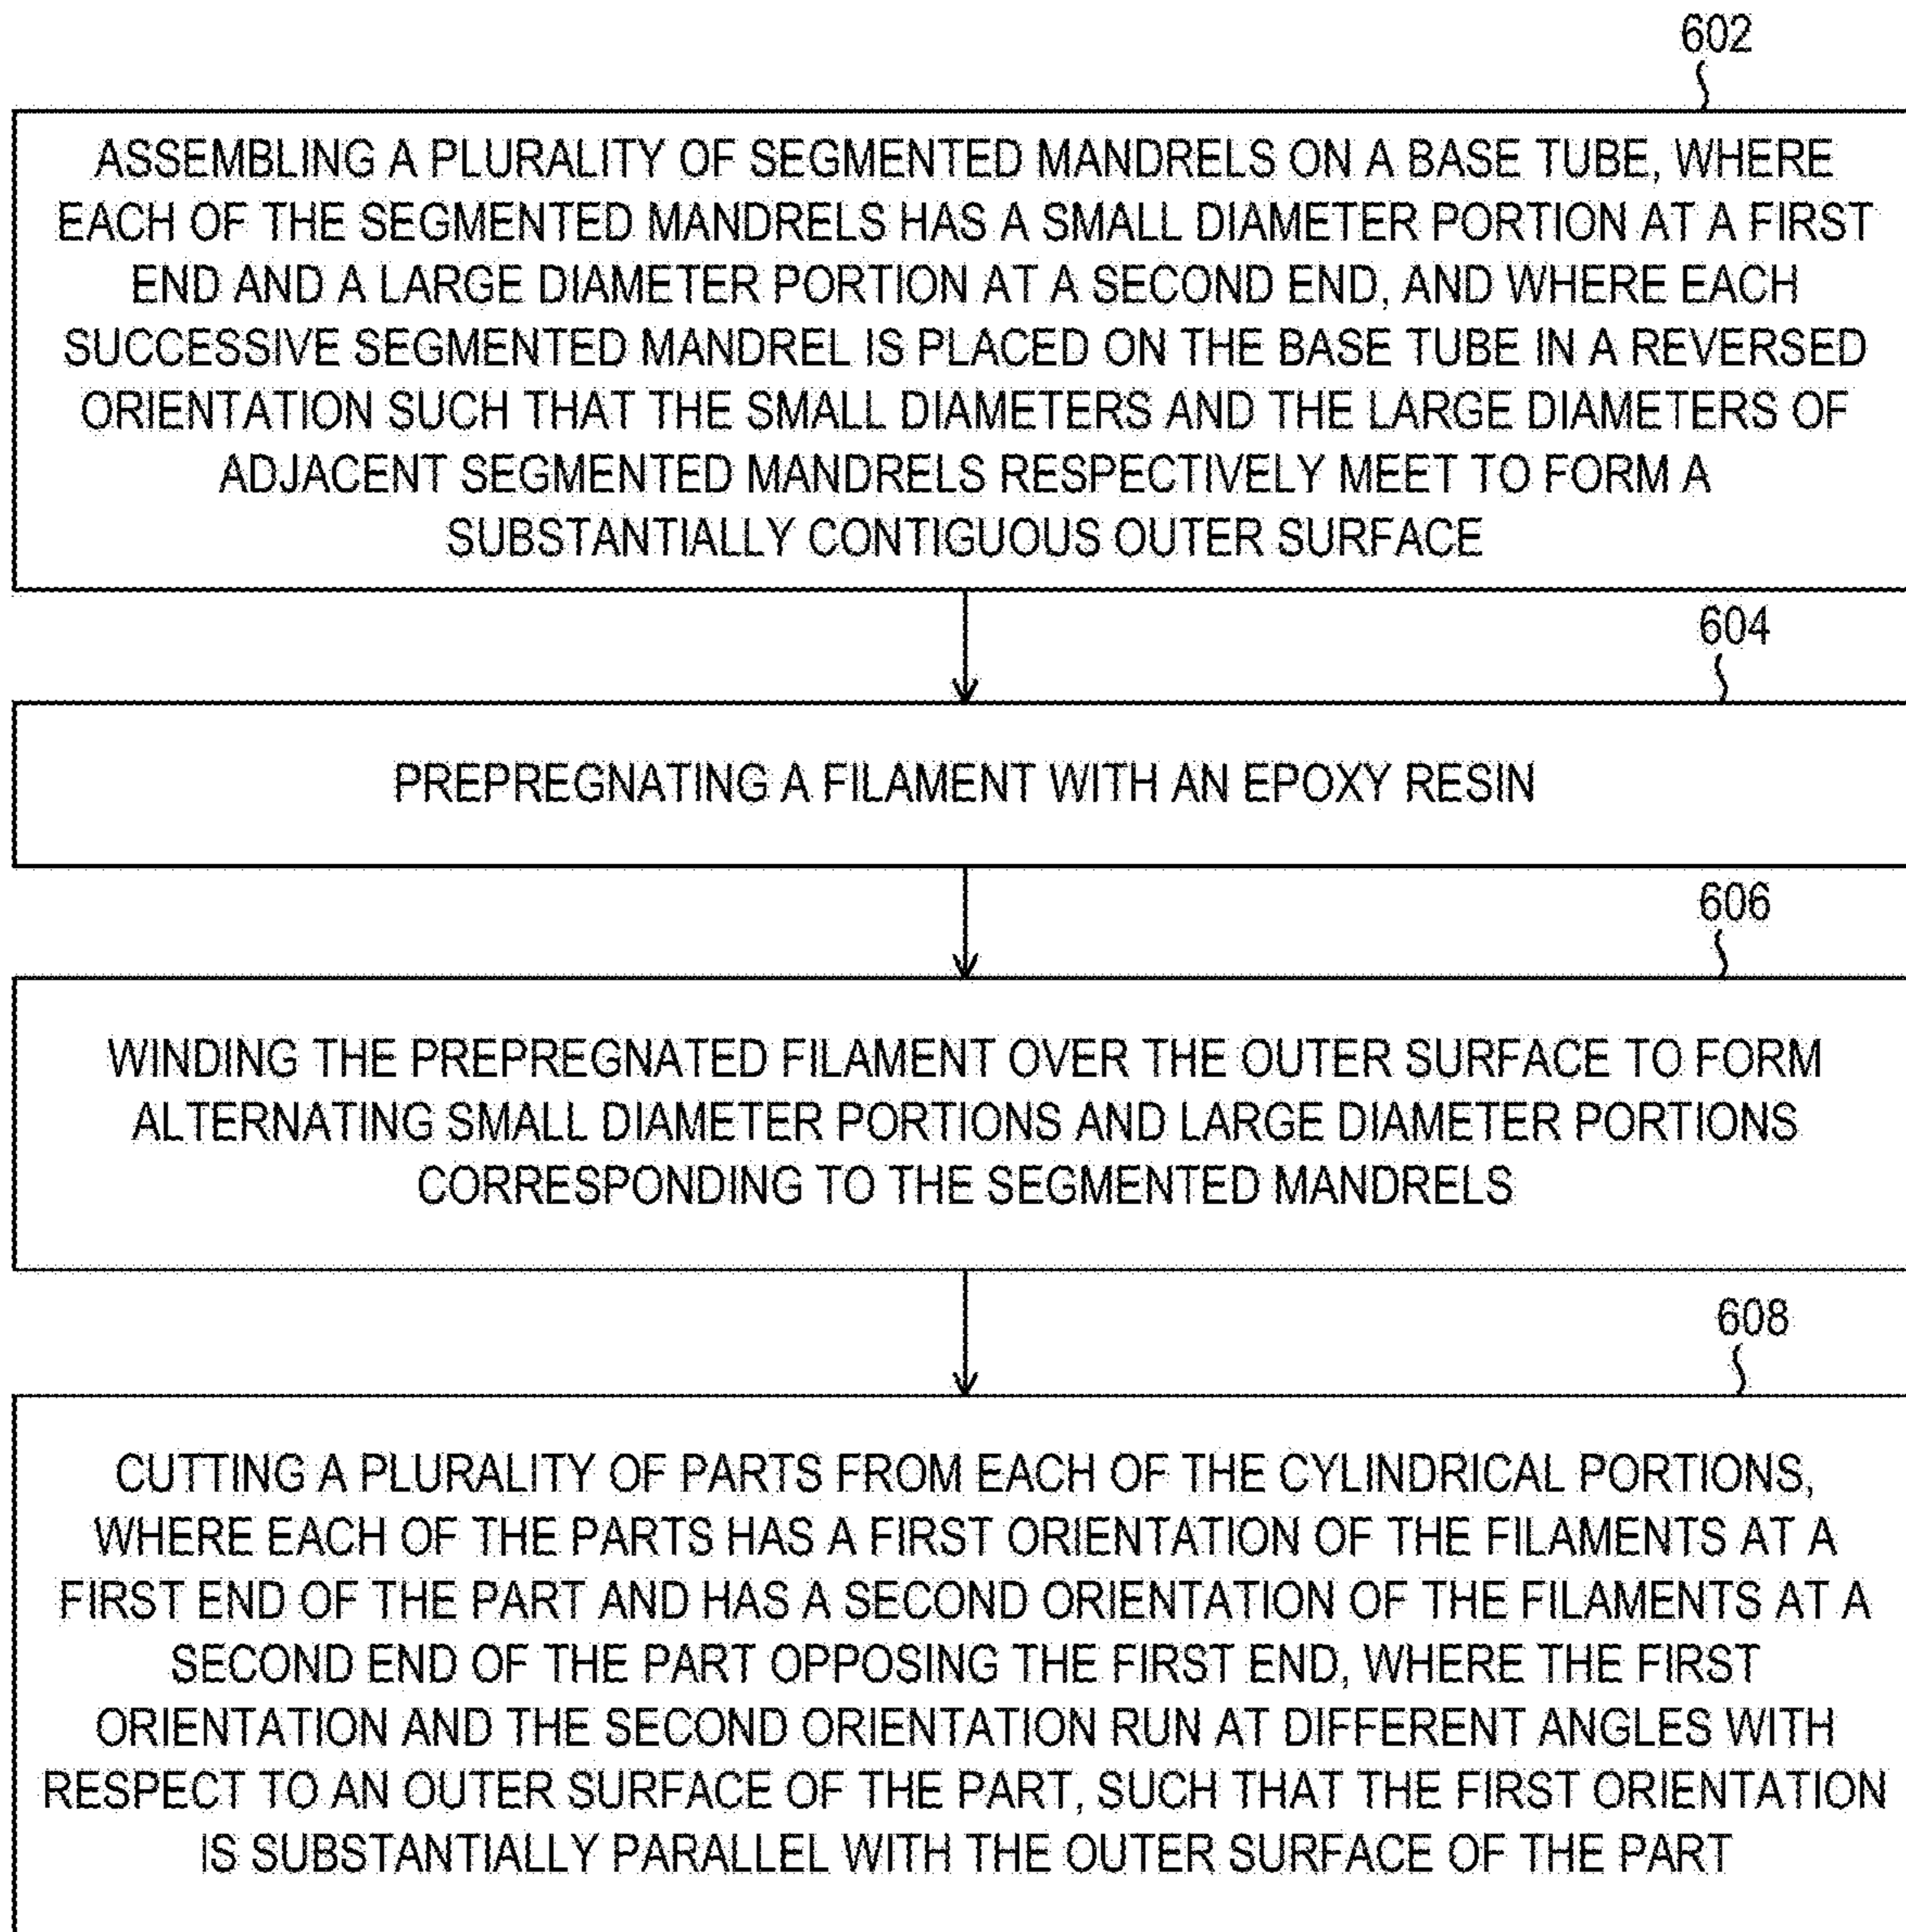 602
ASSEMBLING A PLURALITY OF SEGMENTED MANDRELS ON A BASE TUBE, WHERE
EACH OF THE SEGMENTED MANDRELS HAS A SMALL DIAMETER PORTION AT A FIRST
END AND A LARGE DIAMETER PORTION AT A SECOND END, AND WHERE EACH
SUCCESSIVE SEGMENTED MANDREL IS PLACED ON THE BASE TUBE IN A REVERSED
ORIENTATION SUCH THAT THE SMALL DIAMETERS AND THE LARGE DIAMETERS OF
ADJACENT SEGMENTED MANDRELS RESPECTIVELY MEET TO FORM A
SUBSTANTIALLY CONTIGUOUS OUTER SURFACE
604
PREPREGNATING A FILAMENT WITH AN EPOXY RESIN
606
WINDING THE PREPREGNATED FILAMENT OVER THE OUTER SURFACE TO FORM
ALTERNATING SMALL DIAMETER PORTIONS AND LARGE DIAMETER PORTIONS
CORRESPONDING TO THE SEGMENTED MANDRELS
608
CUTTING A PLURALITY OF PARTS FROM EACH OF THE CYLINDRICAL PORTIONS,
WHERE EACH OF THE PARTS HAS A FIRST ORIENTATION OF THE FILAMENTS AT A
FIRST END OF THE PART AND HAS A SECOND ORIENTATION OF THE FILAMENTS AT A
SECOND END OF THE PART OPPOSING THE FIRST END, WHERE THE FIRST
ORIENTATION AND THE SECOND ORIENTATION RUN AT DIFFERENT ANGLES WITH
RESPECT TO AN OUTER SURFACE OF THE PART, SUCH THAT THE FIRST ORIENTATION
IS SUBSTANTIALLY PARALLEL WITH THE OUTER SURFACE OF THE PART